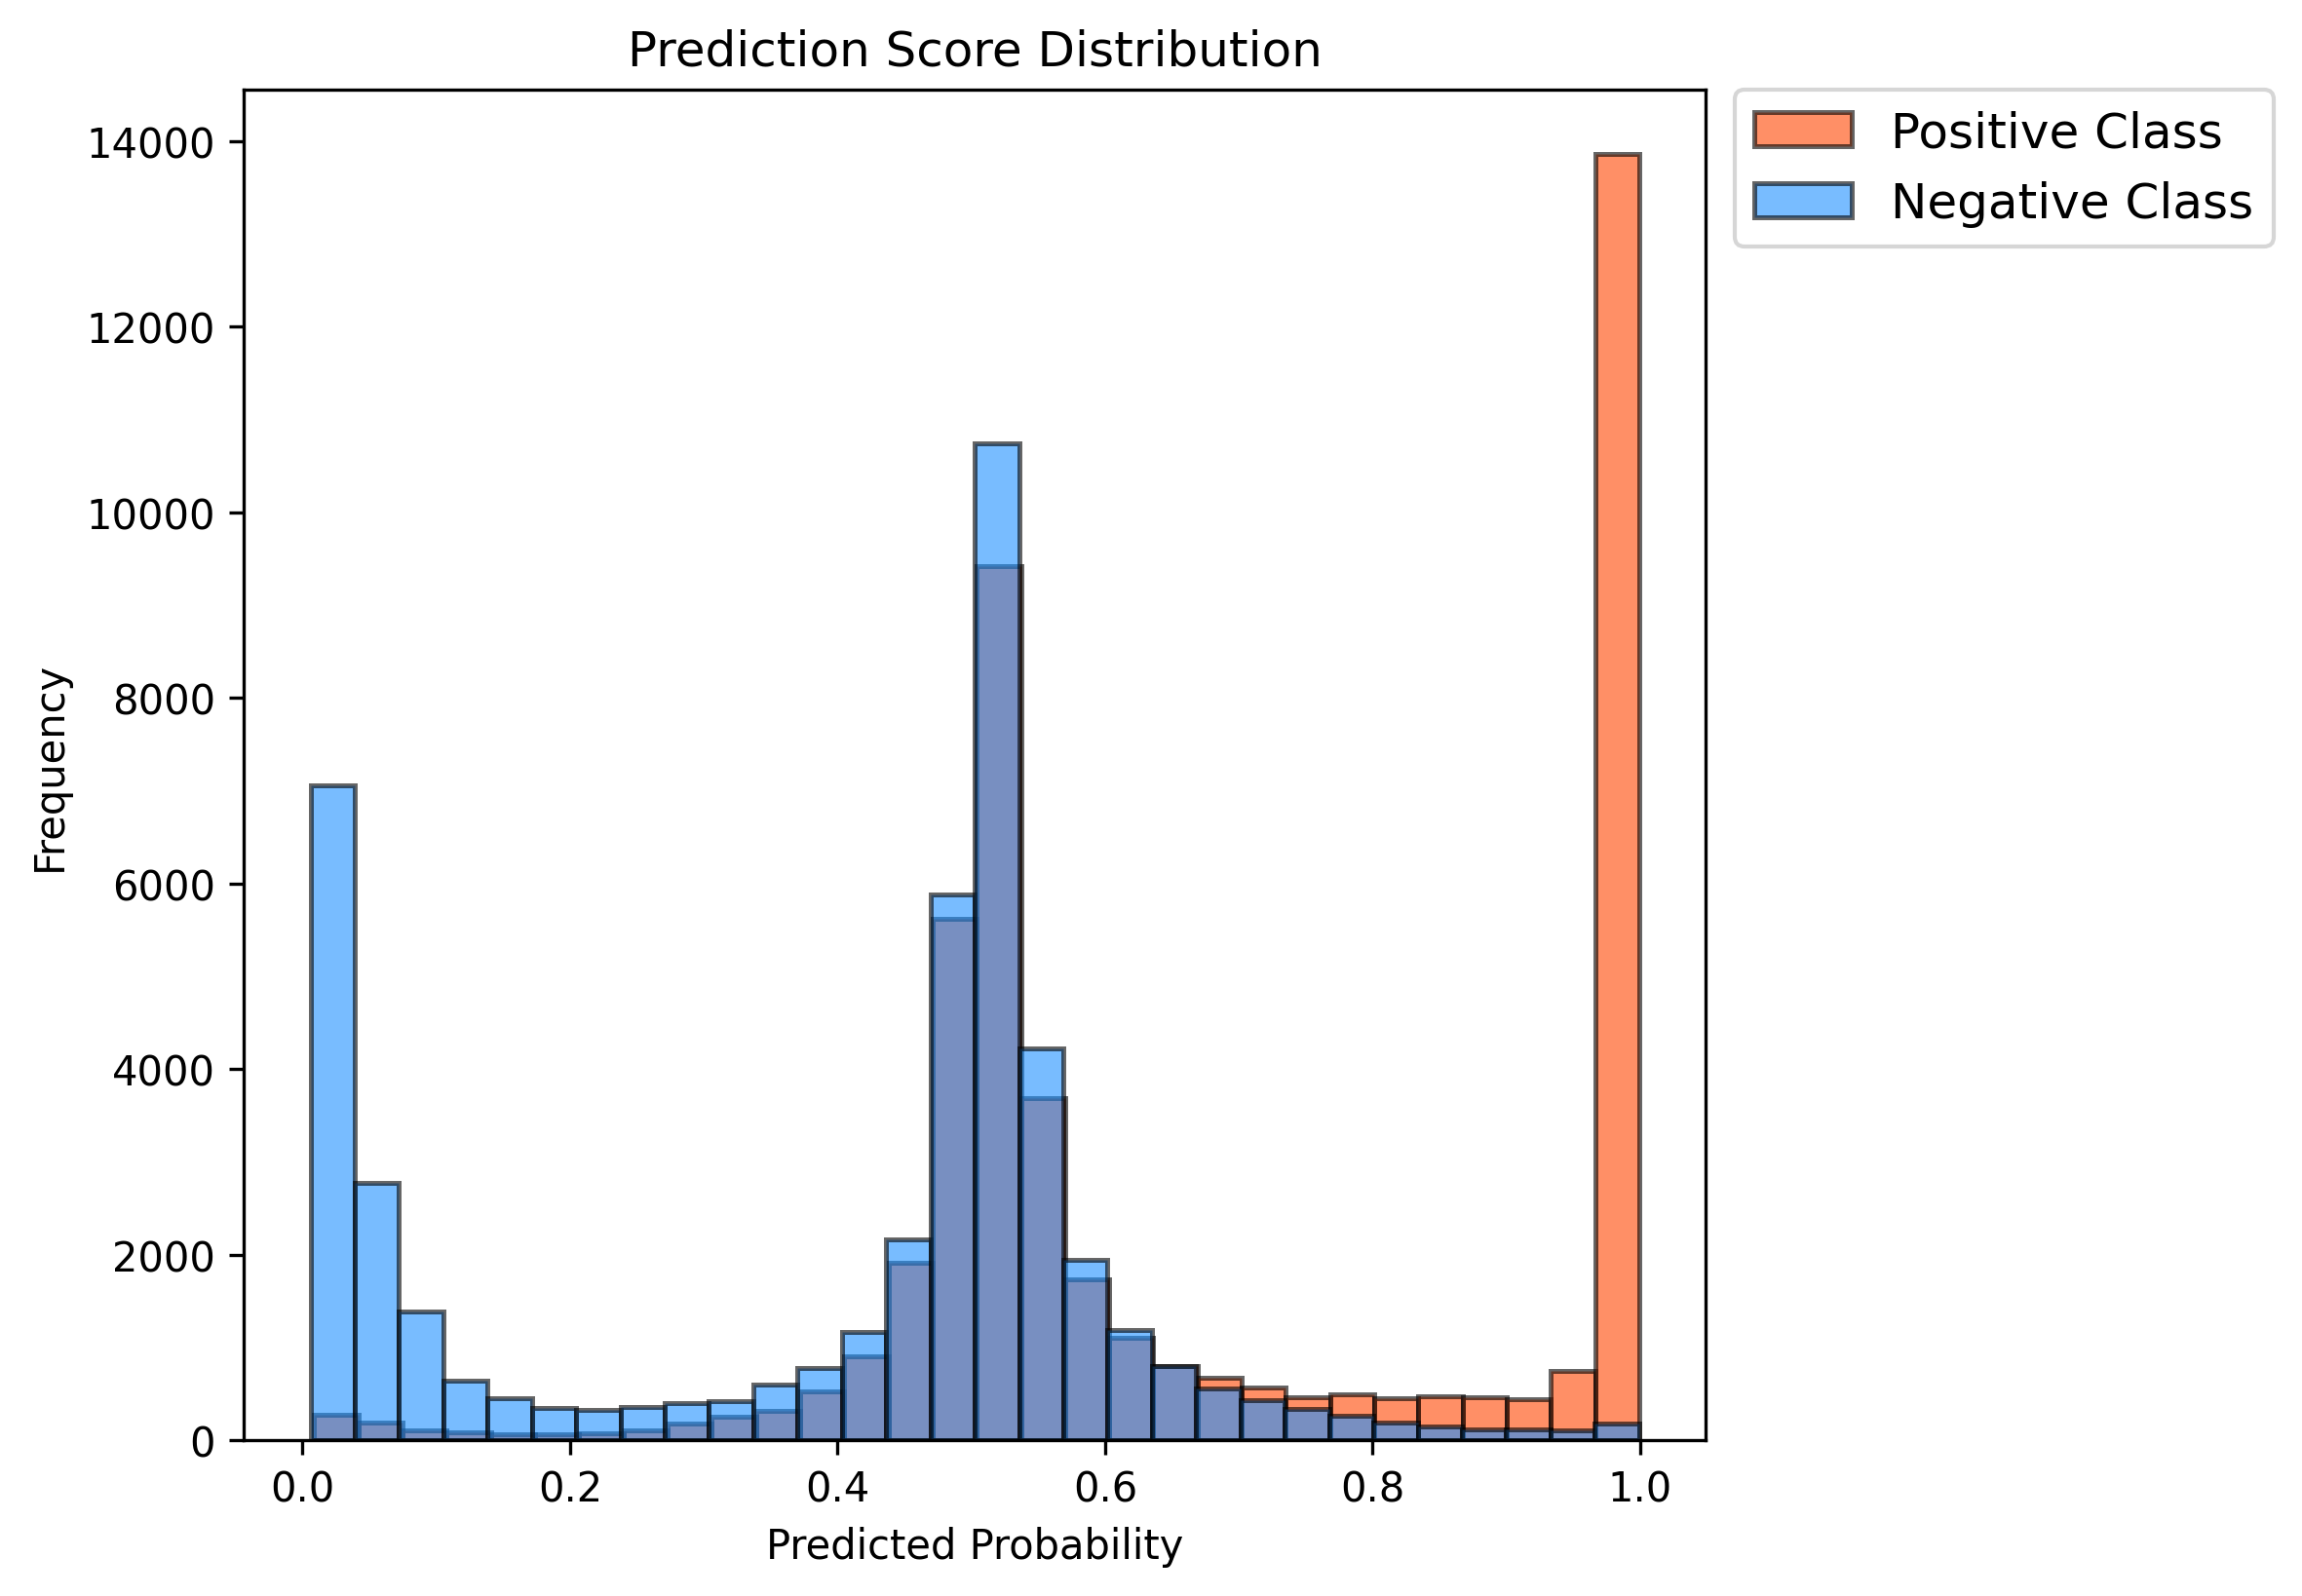 Prediction Score Distribution
Positive Class
Negative Class
14000
12000
10000
8000
6000
4000
2000
0
Frequency
0.0 0.2 0.4 0.6 0.8 1.0
Predicted Probability